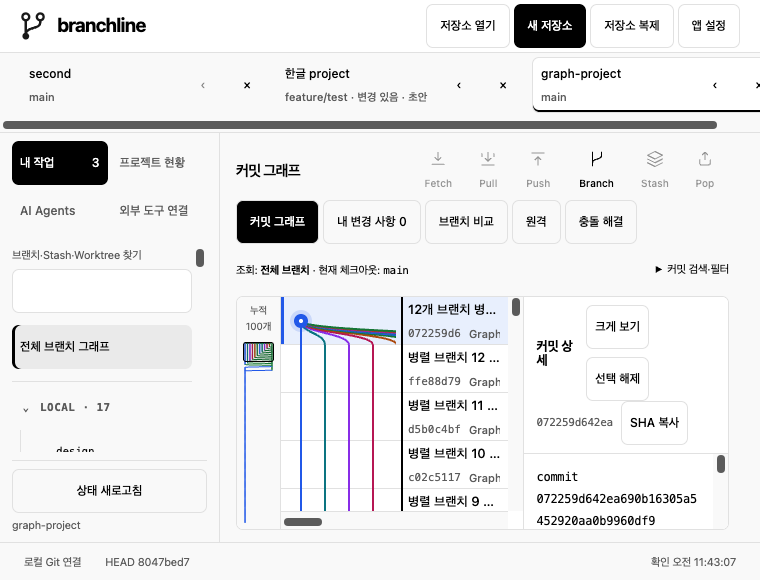 branchline
저장소 열기
새 저장소
저장소 복제
앱 설정
second
main
한글 project
feature/test · 변경 있음 · 초안
graph-project
main
내 작업 3
프로젝트 현황
AI Agents
외부 도구 연결
브랜치·Stash·Worktree 찾기
전체 브랜치 그래프
LOCAL · 17
design
상태 새로고침
graph-project
커밋 그래프
Fetch
Pull
Push
Branch
Stash
Pop
커밋 그래프
내 변경 사항 0
브랜치 비교
원격
충돌 해결
조회: 전체 브랜치 · 현재 체크아웃: main
▶ 커밋 검색·필터
누적
100개
12개 브랜치 병...
072259d6 Graph
병렬 브랜치 12 ...
ffe88d79 Graph
병렬 브랜치 11 ...
d5b0c4bf Graph
병렬 브랜치 10 ...
c02c5117 Graph
병렬 브랜치 9 ...
커밋 상세
크게 보기
선택 해제
072259d642ea
SHA 복사
commit
072259d642ea690b16305a5
452920aa0b9960df9
로컬 Git 연결
HEAD 8047bed7
확인 오전 11:43:07